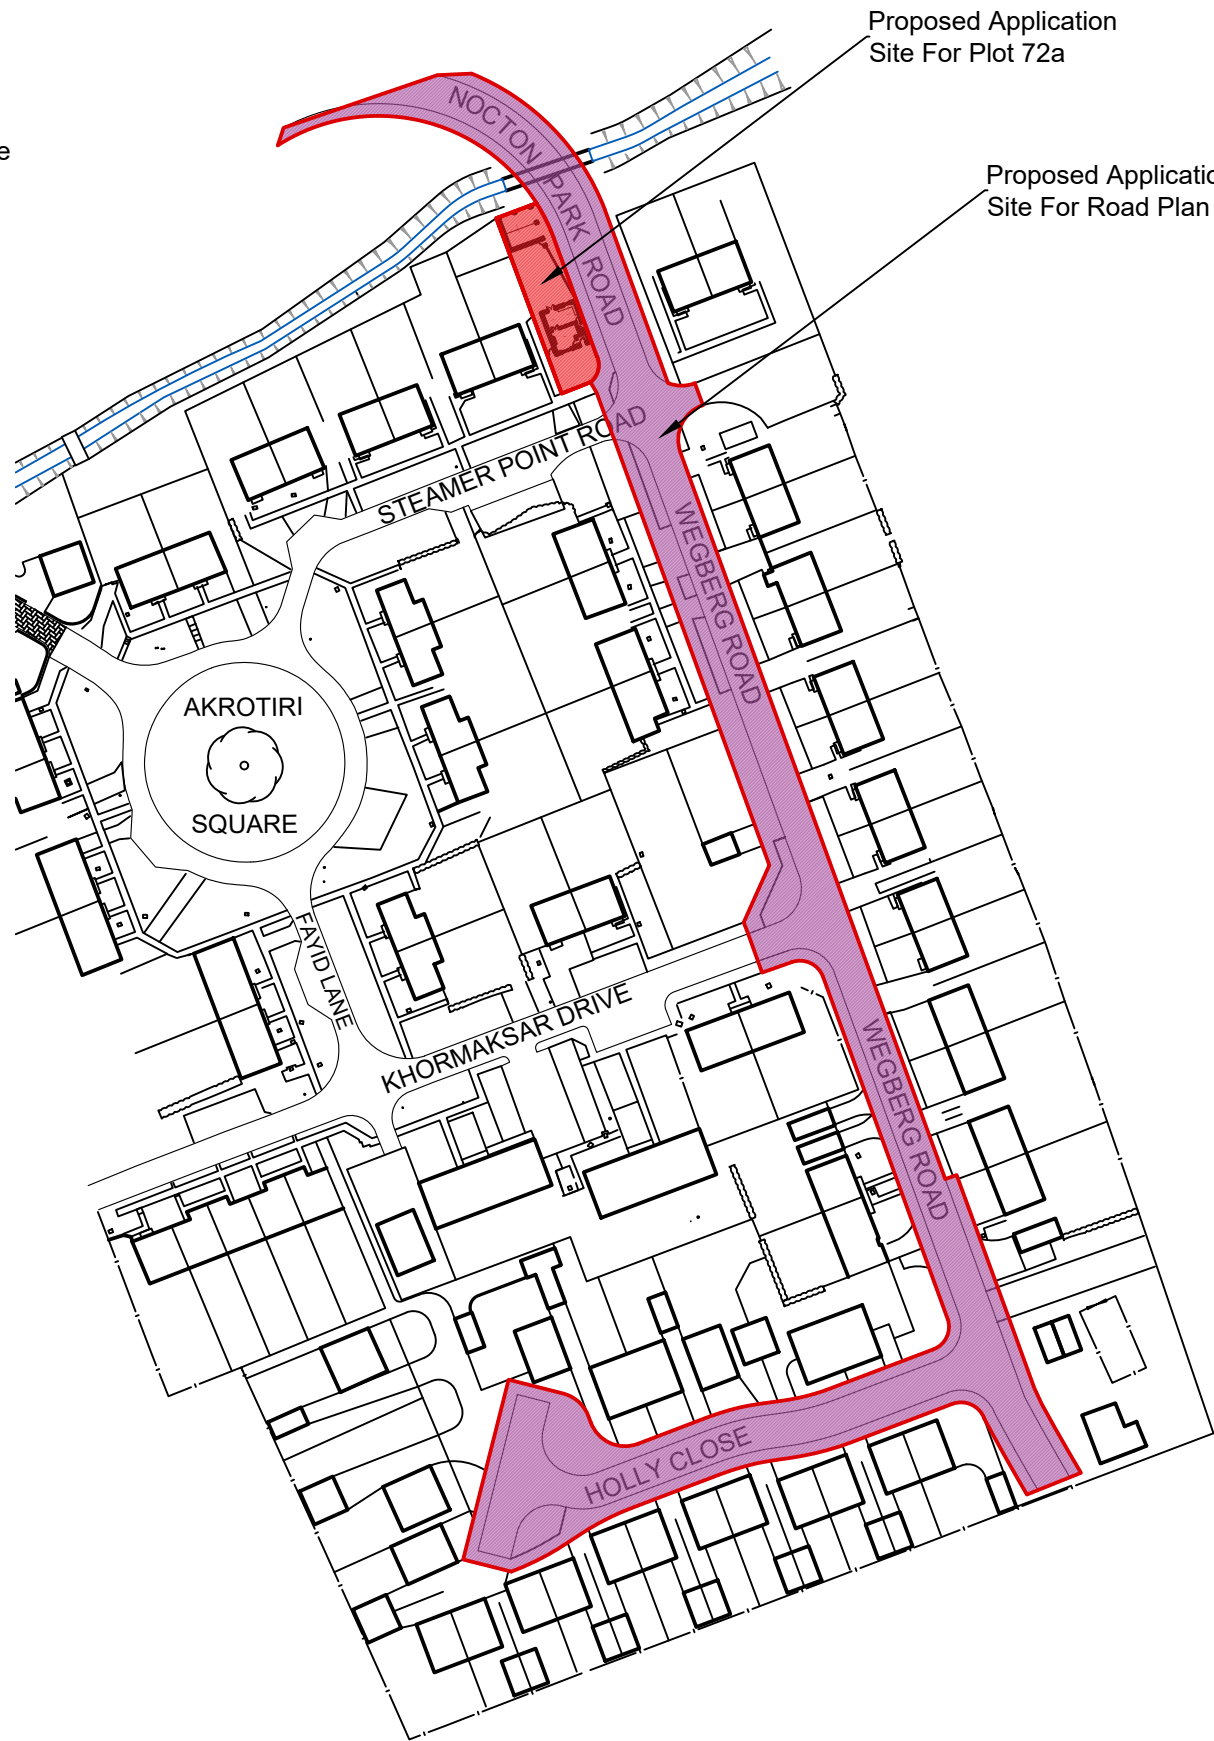 Proposed Application
Site For Plot 72a
e
Proposed Applicatio
Site For Road Plan
NOCTON PARK ROAD
STEAMER POINT ROAD
WEGBERG ROAD
AKROTIRI
SQUARE
FAYID LANE
KHORMAKSAR DRIVE
WEGBERG ROAD
HOLLY CLOSE